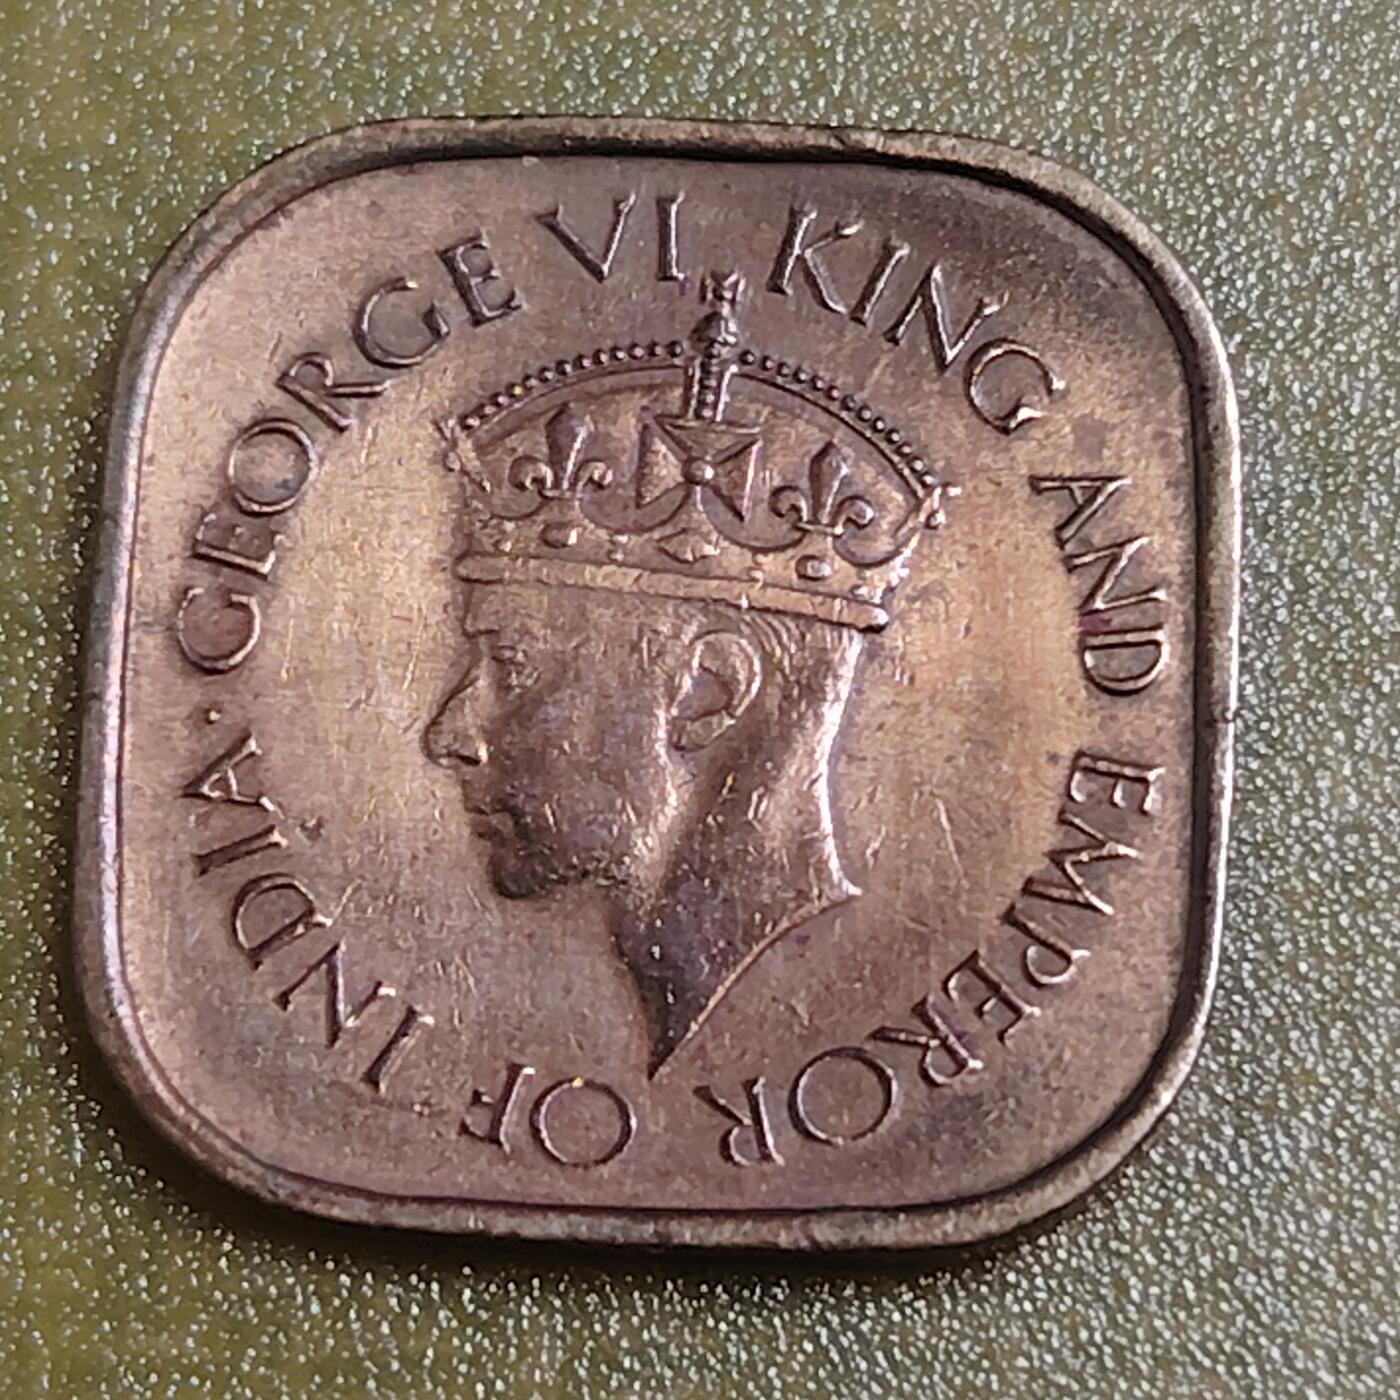 GEORGE VI KING AND EMPEROR OF INDIA·